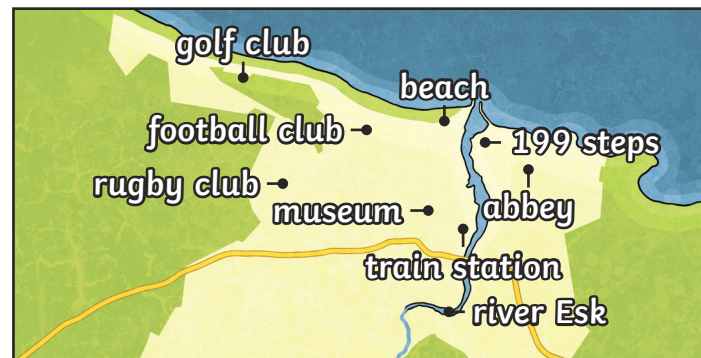 golf club
beach
football club
199 steps
rugby club
museum
abbey
train station
river Esk